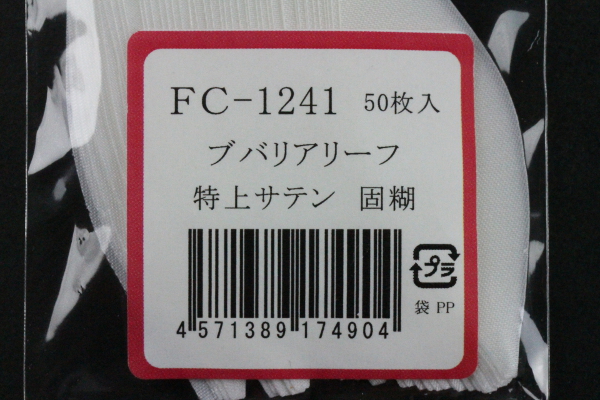 FC-1241 50枚入
ブバリアリーフ
特上サテン 固糊
プラ
袋 PP
4 571389 174904